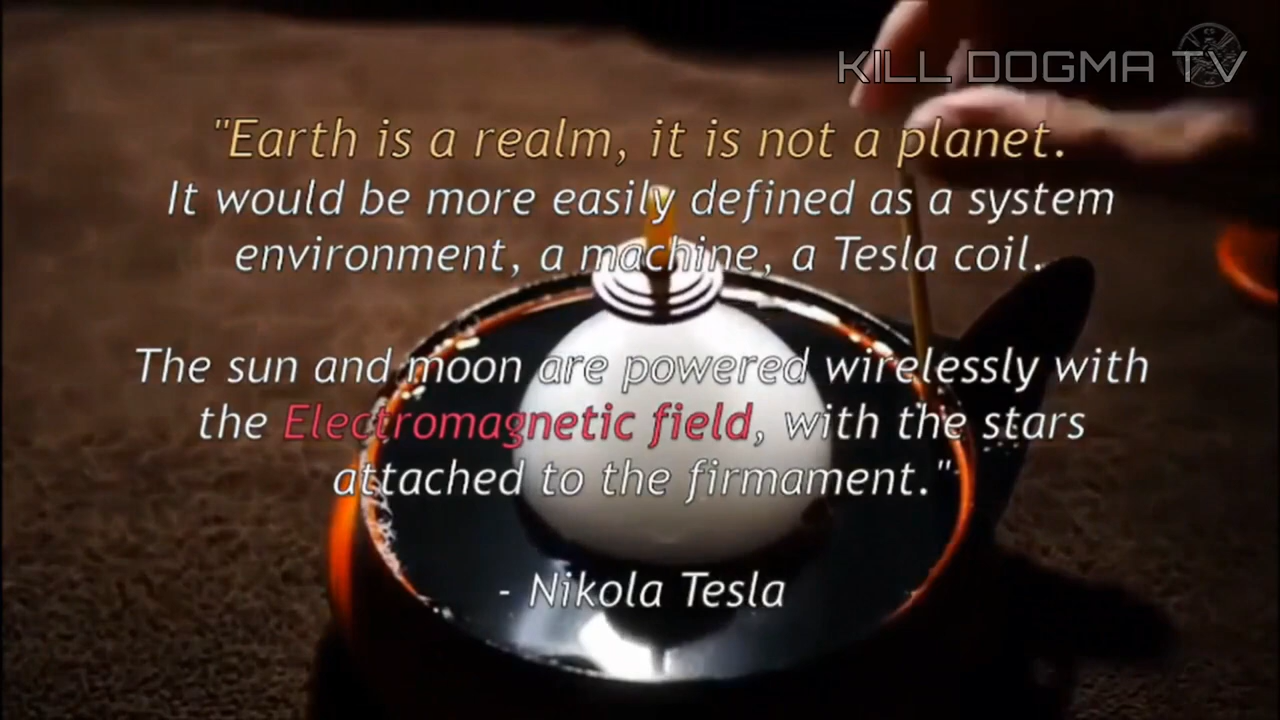 KILL DOGMA TV
"Earth is a realm, it is not a planet.
It would be more easily defined as a system
environment, a machine, a Tesla coil.
The sun and moon are powered wirelessly with
the Electromagnetic field, with the stars
attached to the firmament."
- Nikola Tesla